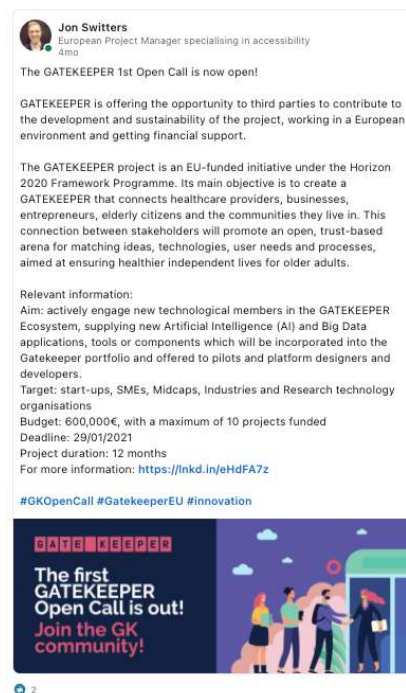 Jon Switters
European Project Manager specialising in accessibility
4mo
The GATEKEEPER 1st Open Call is now open!
GATEKEEPER is offering the opportunity to third parties to contribute to
the development and sustainability of the project, working in a European
environment and getting financial support.
The GATEKEEPER project is an EU-funded initiative under the Horizon
2020 Framework Programme. Its main objective is to create a
GATEKEEPER that connects healthcare providers, businesses,
entrepreneurs, elderly citizens and the communities they live in. This
connection between stakeholders will promote an open, trust-based
arena for matching ideas, technologies, user needs and processes,
aimed at ensuring healthier independent lives for older adults.
Relevant information:
Aim: actively engage new technological members in the GATEKEEPER
Ecosystem, supplying new Artificial Intelligence (AI) and Big Data
applications, tools or components which will be incorporated into the
Gatekeeper portfolio and offered to pilots and platform designers and
developers.
Target: start-ups, SMEs, Midcaps, Industries and Research technology
organisations
Budget: 600,000€, with a maximum of 10 projects funded
Deadline: 29/01/2021
Project duration: 12 months
For more information: https://lnkd.in/eHdFA7z
#GKOpenCall #GatekeeperEU #innovation
GATE KEEPER
The first
GATEKEEPER
Open Call is out!
Join the GK
community!
2